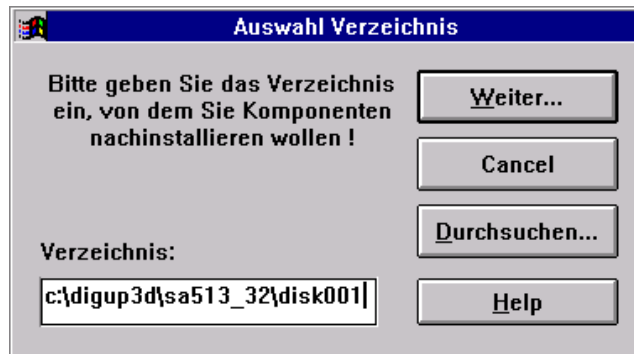 Auswahl Verzeichnis
Bitte geben Sie das Verzeichnis
ein, von dem Sie Komponenten
nachinstallieren wollen !
Weiter...
Cancel
Durchsuchen...
Verzeichnis:
c:\digup3d\sa513_32\disk001
Help